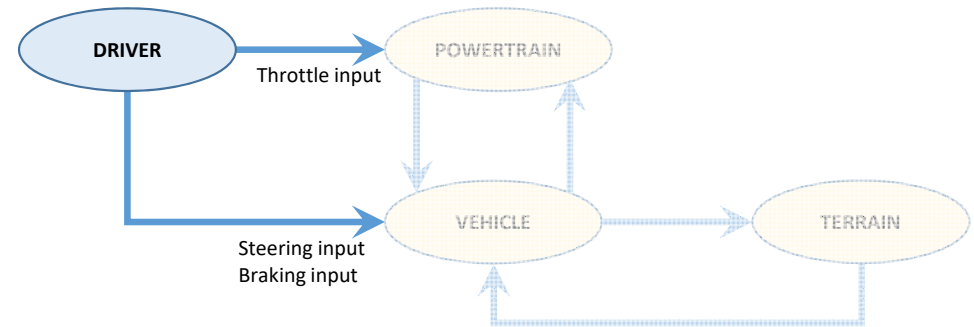 DRIVER
POWERTRAIN
Throttle input
VEHICLE
TERRAIN
Steering input
Braking input